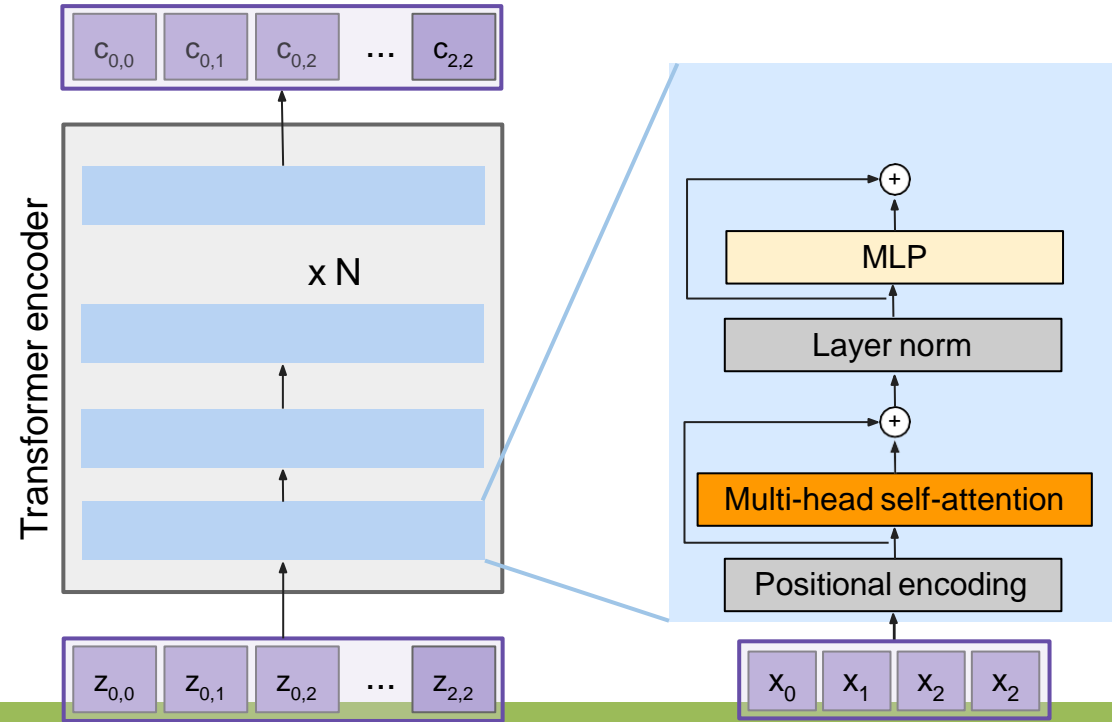 c0,0 c0,1 c0,2 ... c2,2
Transformer encoder
x N
z0,0 z0,1 z0,2 ... z2,2
+
MLP
Layer norm
+
Multi-head self-attention
Positional encoding
x0 x1 x2 x2